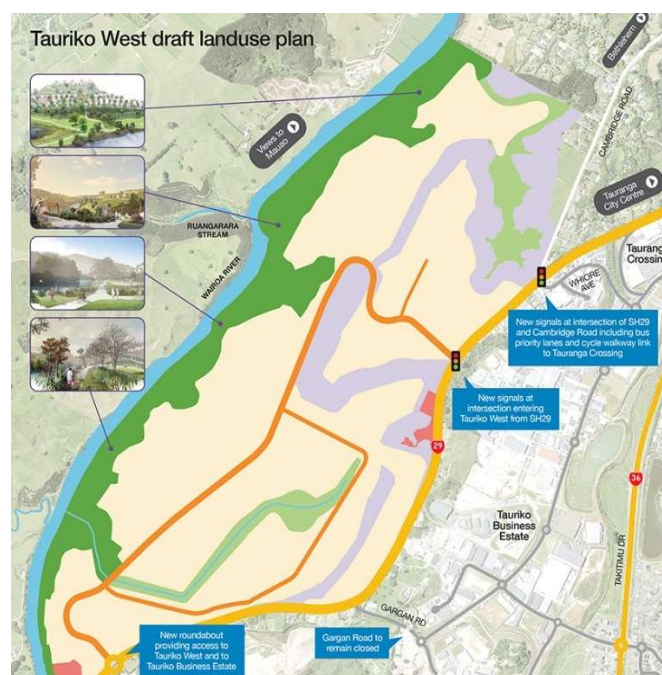 Tauriko West draft landuse plan
Bethlehem
CAMBRIDGE ROAD
Views to
Mauao
Tauranga
City Centre
RUANGARARA
STREAM
WAIROA RIVER
Tauranga
Crossing
WHIORE
AVE
New signals at intersection of SH29
and Cambridge Road including bus
priority lanes and cycle walkway link
to Tauranga Crossing
New signals at
intersection entering
Tauriko West from SH29
29
36
Tauriko
Business
Estate
TAKITIMU DR
GARGAN RD
New roundabout
providing access to
Tauriko West and to
Tauriko Business Estate
Gargan Road to
remain closed